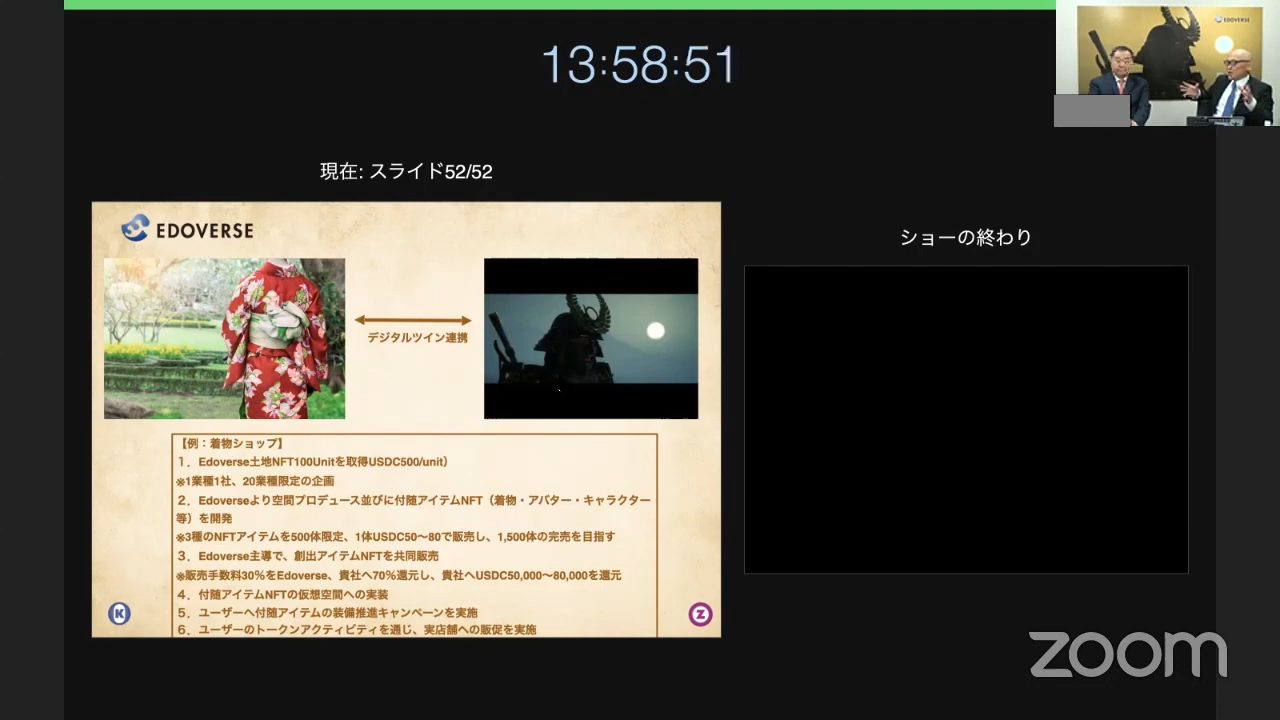 13:58:51
EDOVERSE
現在: スライド52/52
ショーの終わり
EDOVERSE
デジタルツイン連携
【例：着物ショップ】
１．Edoverse土地NFT100Unitを取得USDC500/unit）
※1業種1社、20業種限定の企画
２．Edoverseより空間プロデュース並びに付随アイテムNFT（着物・アバター・キャラクター
等）を開発
※3種のNFTアイテムを500体限定、1体USDC50～80で販売し、1,500体の完売を目指す
３．Edoverse主導で、創出アイテムNFTを共同販売
※販売手数料30％をEdoverse、貴社へ70％還元し、貴社へUSDC50,000～80,000を還元
４．付随アイテムNFTの仮想空間への実装
５．ユーザーへ付随アイテムの装備推進キャンペーンを実施
６．ユーザーのトークンアクティビティを通じ、実店舗への販促を実施
K
Z
zoom